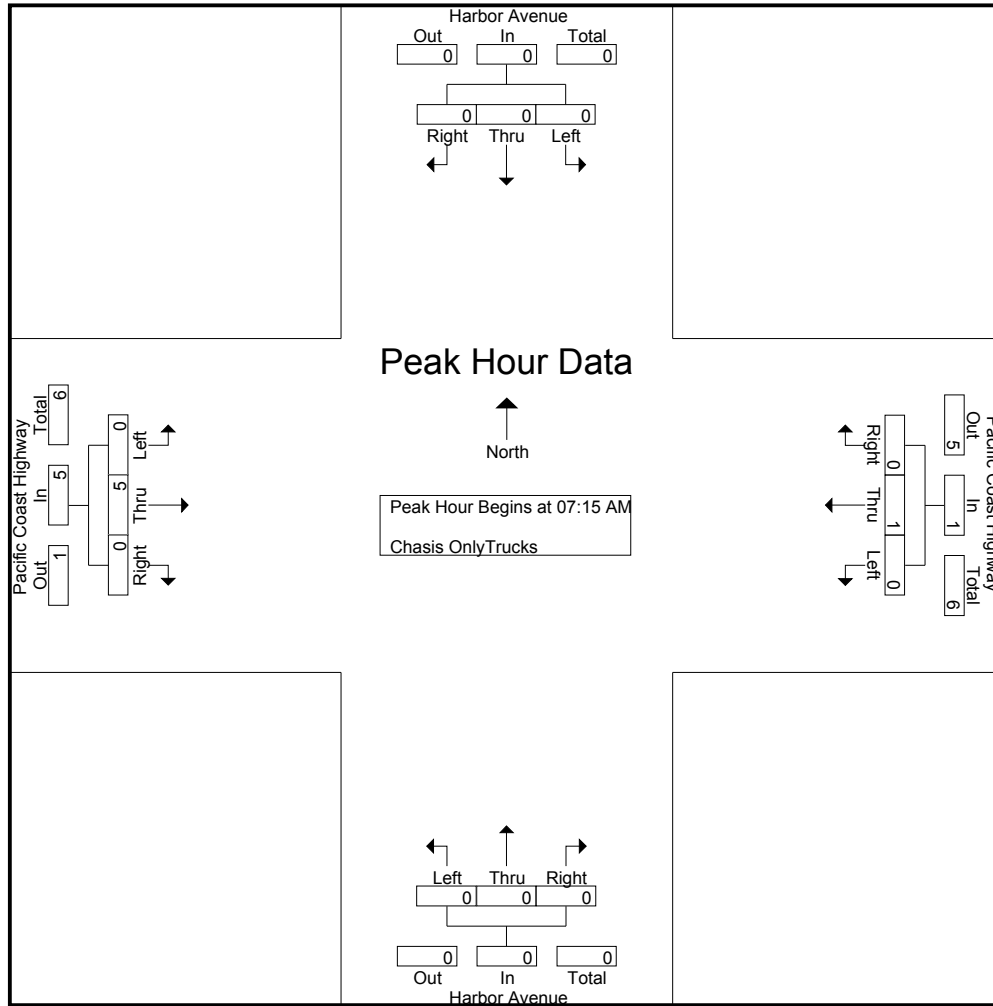 Harbor Avenue
Out In Total
0 0 0
0 0 0
Right Thru Left
Peak Hour Data
North
Peak Hour Begins at 07:15 AM
Chasis OnlyTrucks
Pacific Coast Highway
Total In Out
6 5 1
0 5 0
Left Thru Right
Pacific Coast Highway
Out In Total
5 1 6
0 1 0
Right Thru Left
Left Thru Right
0 0 0
0 0 0
Out In Total
Harbor Avenue